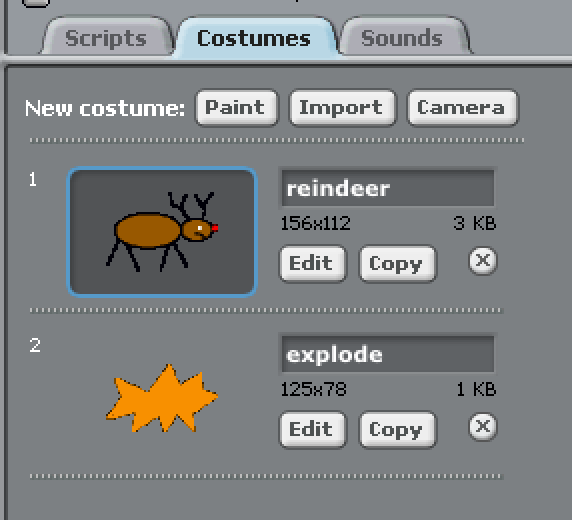 Scripts Costumes Sounds
New costume: Paint Import Camera
1
reindeer
156x112 3 KB
Edit Copy
2
explode
125x78 1 KB
Edit Copy